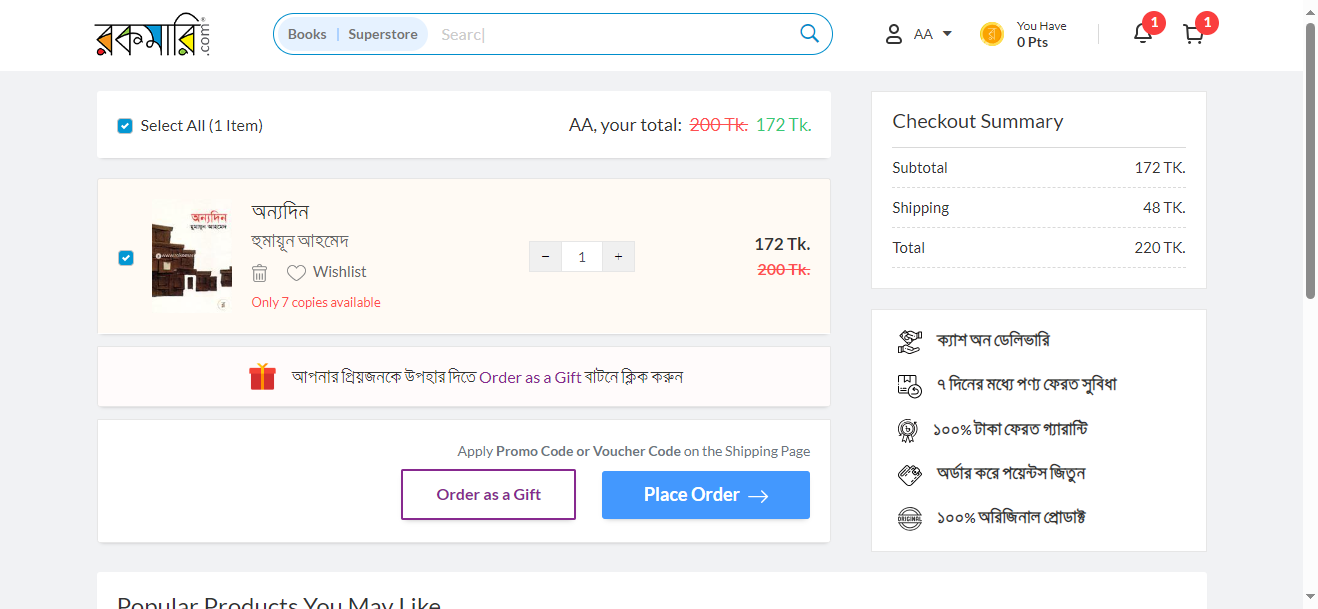 রকমারি.com
Books | Superstore
Searc
AA
You Have
0 Pts
1
1
Select All (1 Item)
AA, your total: 200 Tk. 172 Tk.
অন্যদিন
হুমায়ূন আহমেদ
অন্যদিন
হুমায়ূন আহমেদ
Wishlist
Only 7 copies available
− 1 +
172 Tk.
200 Tk.
আপনার প্রিয়জনকে উপহার দিতে Order as a Gift বাটনে ক্লিক করুন
Apply Promo Code or Voucher Code on the Shipping Page
Order as a Gift
Place Order →
Checkout Summary
Subtotal 172 TK.
Shipping 48 TK.
Total 220 TK.
ক্যাশ অন ডেলিভারি
৭ দিনের মধ্যে পণ্য ফেরত সুবিধা
১০০% টাকা ফেরত গ্যারান্টি
অর্ডার করে পয়েন্টস জিতুন
ORIGINAL
১০০% অরিজিনাল প্রোডাক্ট
Popular Products You May Like